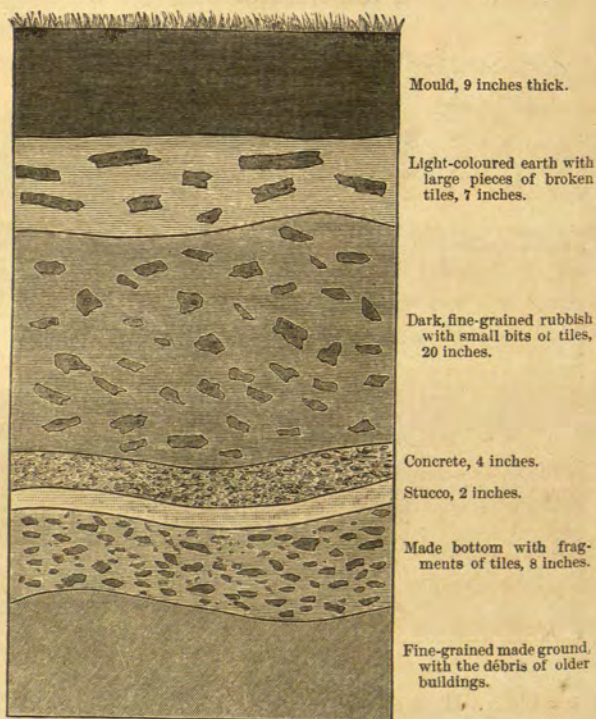 Mould, 9 inches thick.
Light-coloured earth with
large pieces of broken
tiles, 7 inches.
Dark, fine-grained rubbish
with small bits of tiles,
20 inches.
Concrete, 4 inches.
Stucco, 2 inches.
Made bottom with frag-
ments of tiles, 8 inches.
Fine-grained made ground,
with the débris of older
buildings.